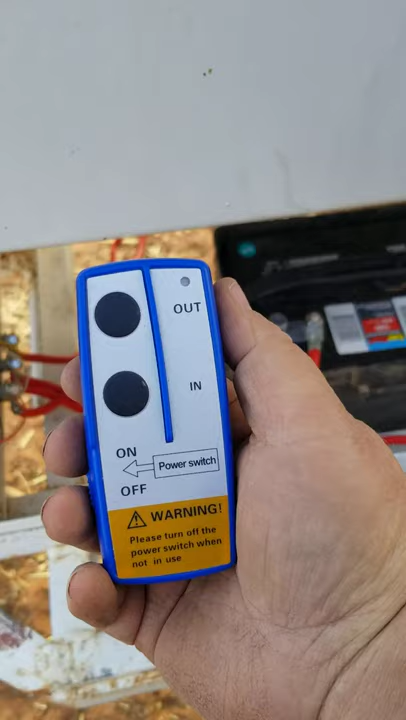 OUT
IN
ON
Power switch
OFF
WARNING!
Please turn off the
power switch when
not in use